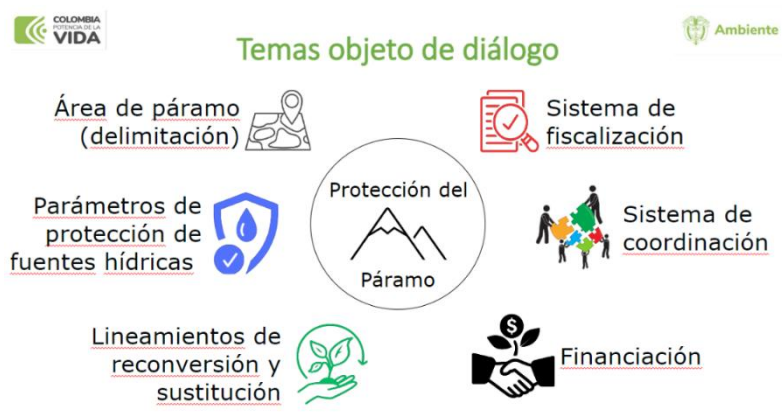 COLOMBIA
POTENCIA DE LA
VIDA
Ambiente
Temas objeto de diálogo
Área de páramo
(delimitación)
Parámetros de
protección de
fuentes hídricas
Lineamientos de
reconversión y
sustitución
Protección del
Páramo
Sistema de
fiscalización
Sistema de
coordinación
$
Financiación